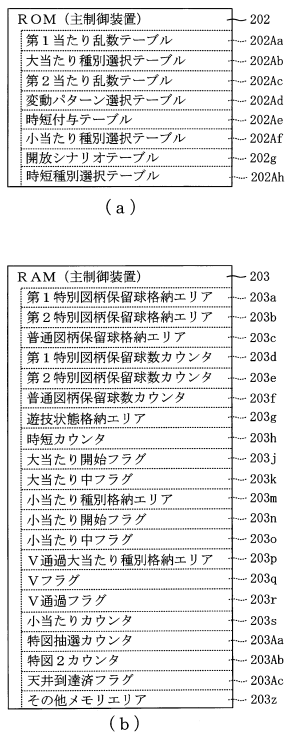 ROM（主制御装置） 202
第１当たり乱数テーブル 202Aa
大当たり種別選択テーブル 202Ab
第２当たり乱数テーブル 202Ac
変動パターン選択テーブル 202Ad
時短付与テーブル 202Ae
小当たり種別選択テーブル 202Af
開放シナリオテーブル 202g
時短種別選択テーブル 202Ah
(a)
RAM（主制御装置） 203
第１特別図柄保留球格納エリア 203a
第２特別図柄保留球格納エリア 203b
普通図柄保留球格納エリア 203c
第１特別図柄保留球数カウンタ 203d
第２特別図柄保留球数カウンタ 203e
普通図柄保留球数カウンタ 203f
遊技状態格納エリア 203g
時短カウンタ 203h
大当たり開始フラグ 203j
大当たり中フラグ 203k
小当たり種別格納エリア 203m
小当たり開始フラグ 203n
小当たり中フラグ 203o
Ｖ通過大当たり種別格納エリア 203p
Ｖフラグ 203q
Ｖ通過フラグ 203r
小当たりカウンタ 203s
特図抽選カウンタ 203Aa
特図２カウンタ 203Ab
天井到達済フラグ 203Ac
その他メモリエリア 203z
(b)